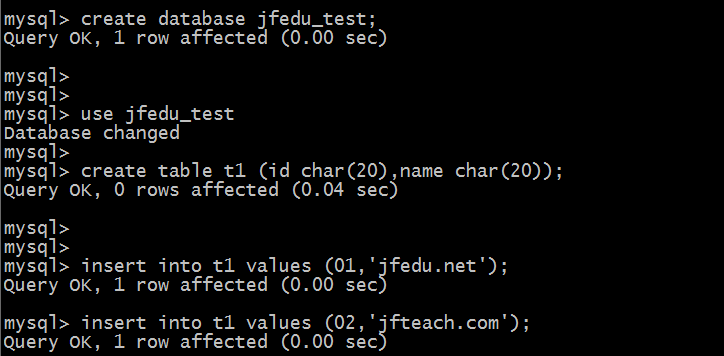 mysql> create database jfedu_test;
Query OK, 1 row affected (0.00 sec)
mysql>
mysql>
mysql> use jfedu_test
Database changed
mysql>
mysql> create table t1 (id char(20),name char(20));
Query OK, 0 rows affected (0.04 sec)
mysql>
mysql>
mysql> insert into t1 values (01,'jfedu.net');
Query OK, 1 row affected (0.00 sec)
mysql> insert into t1 values (02,'jfteach.com');
Query OK, 1 row affected (0.00 sec)